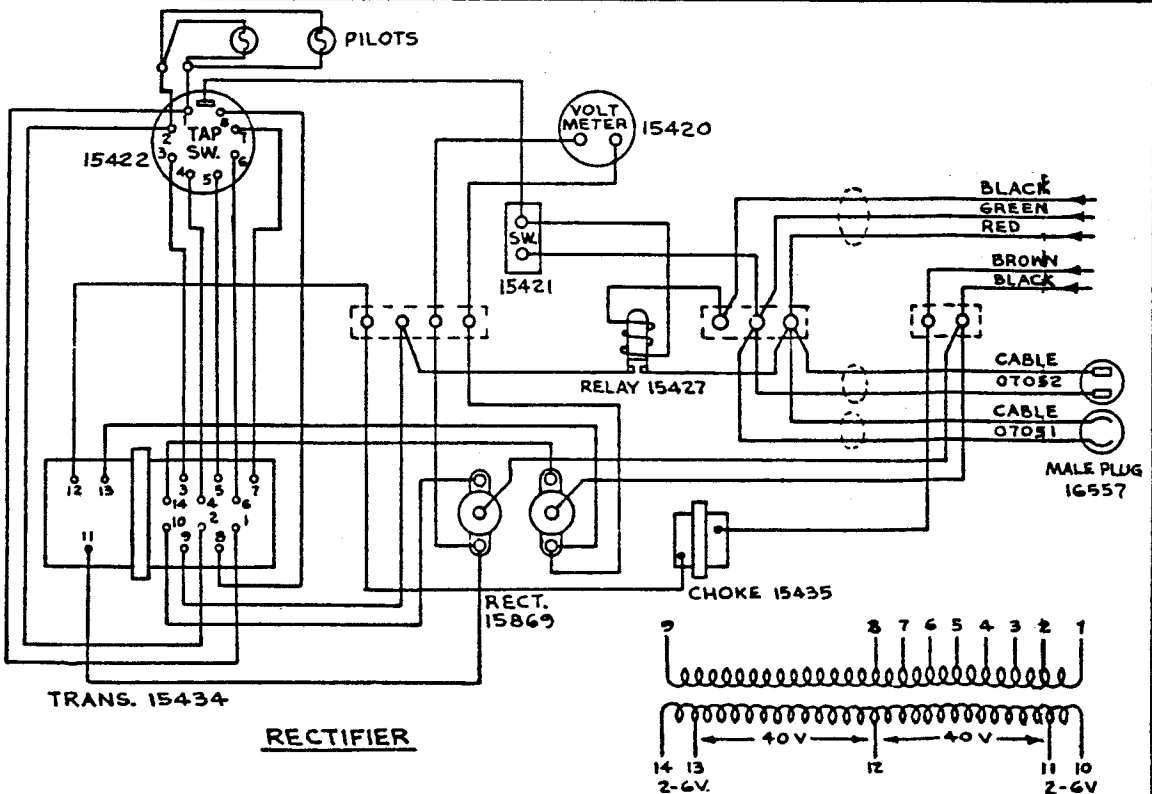 PILOTS
1
8
2
TAP
7
3
SW.
6
4
5
15422
VOLT
METER
15420
SW.
15421
BLACK
GREEN
RED
BROWN
BLACK
RELAY 15427
CABLE
07052
CABLE
07051
MALE PLUG
16557
12
13
3
5
7
14
4
6
10
2
1
11
9
8
RECT.
15869
CHOKE 15435
TRANS. 15434
RECTIFIER
9 8 7 6 5 4 3 2 1
40 V 40 V
14 13 12 11 10
2-6V. 2-6V